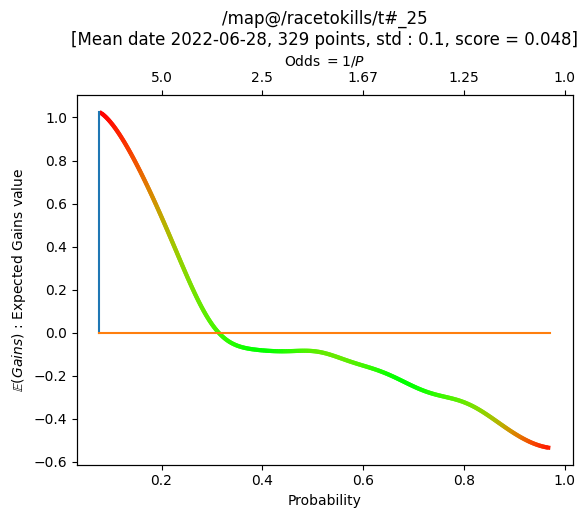 /map@/racetokills/t#_25
[Mean date 2022-06-28, 329 points, std : 0.1, score = 0.048]
Odds = 1/P
5.0 2.5 1.67 1.25 1.0
1.0
0.8
0.6
0.4
0.2
0.0
−0.2
−0.4
−0.6
𝔼(Gains) : Expected Gains value
0.2 0.4 0.6 0.8 1.0
Probability